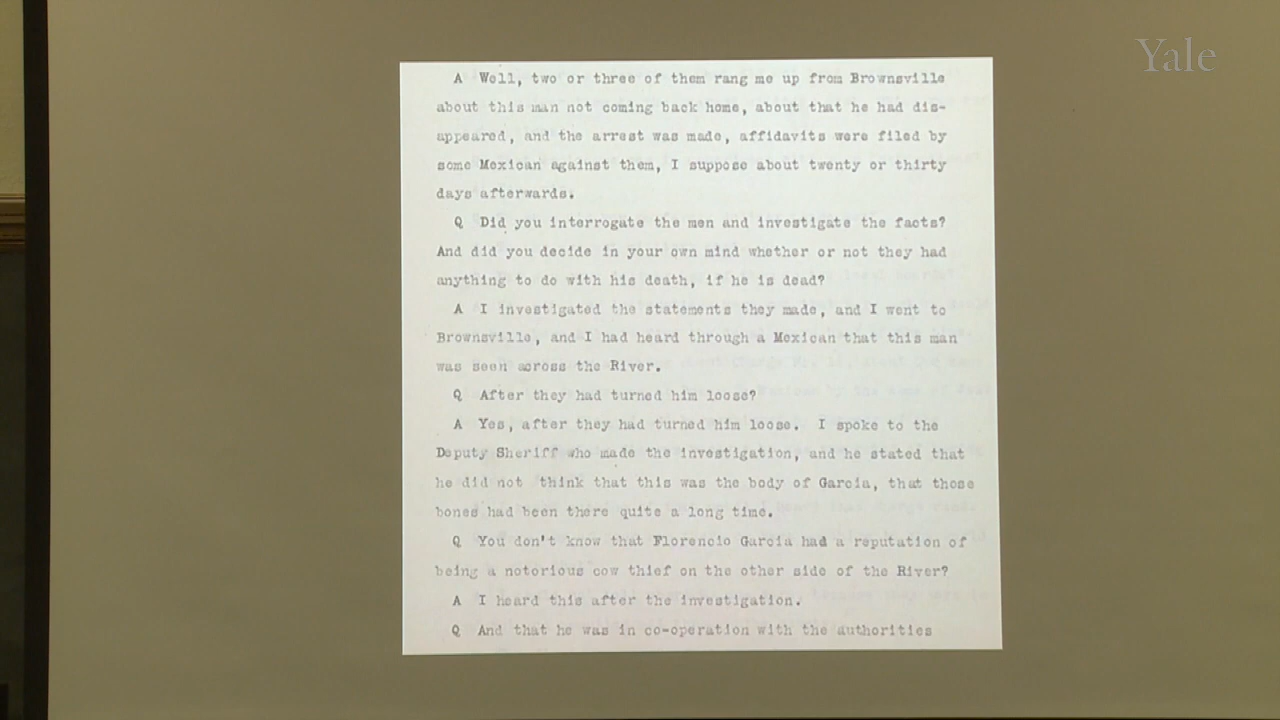 Yale
A Well, two or three of them rang me up from Brownsville
about this man not coming back home, about that he had dis-
appeared, and the arrest was made, affidavits were filed by
some Mexican against them, I suppose about twenty or thirty
days afterwards.
Q Did you interrogate the men and investigate the facts?
And did you decide in your own mind whether or not they had
anything to do with his death, if he is dead?
A I investigated the statements they made, and I went to
Brownsville, and I had heard through a Mexican that this man
was seen across the River.
Q After they had turned him loose?
A Yes, after they had turned him loose. I spoke to the
Deputy Sheriff who made the investigation, and he stated that
he did not think that this was the body of Garcia, that those
bones had been there quite a long time.
Q You don't know that Florencio Garcia had a reputation of
being a notorious cow thief on the other side of the River?
A I heard this after the investigation.
Q And that he was in co-operation with the authorities